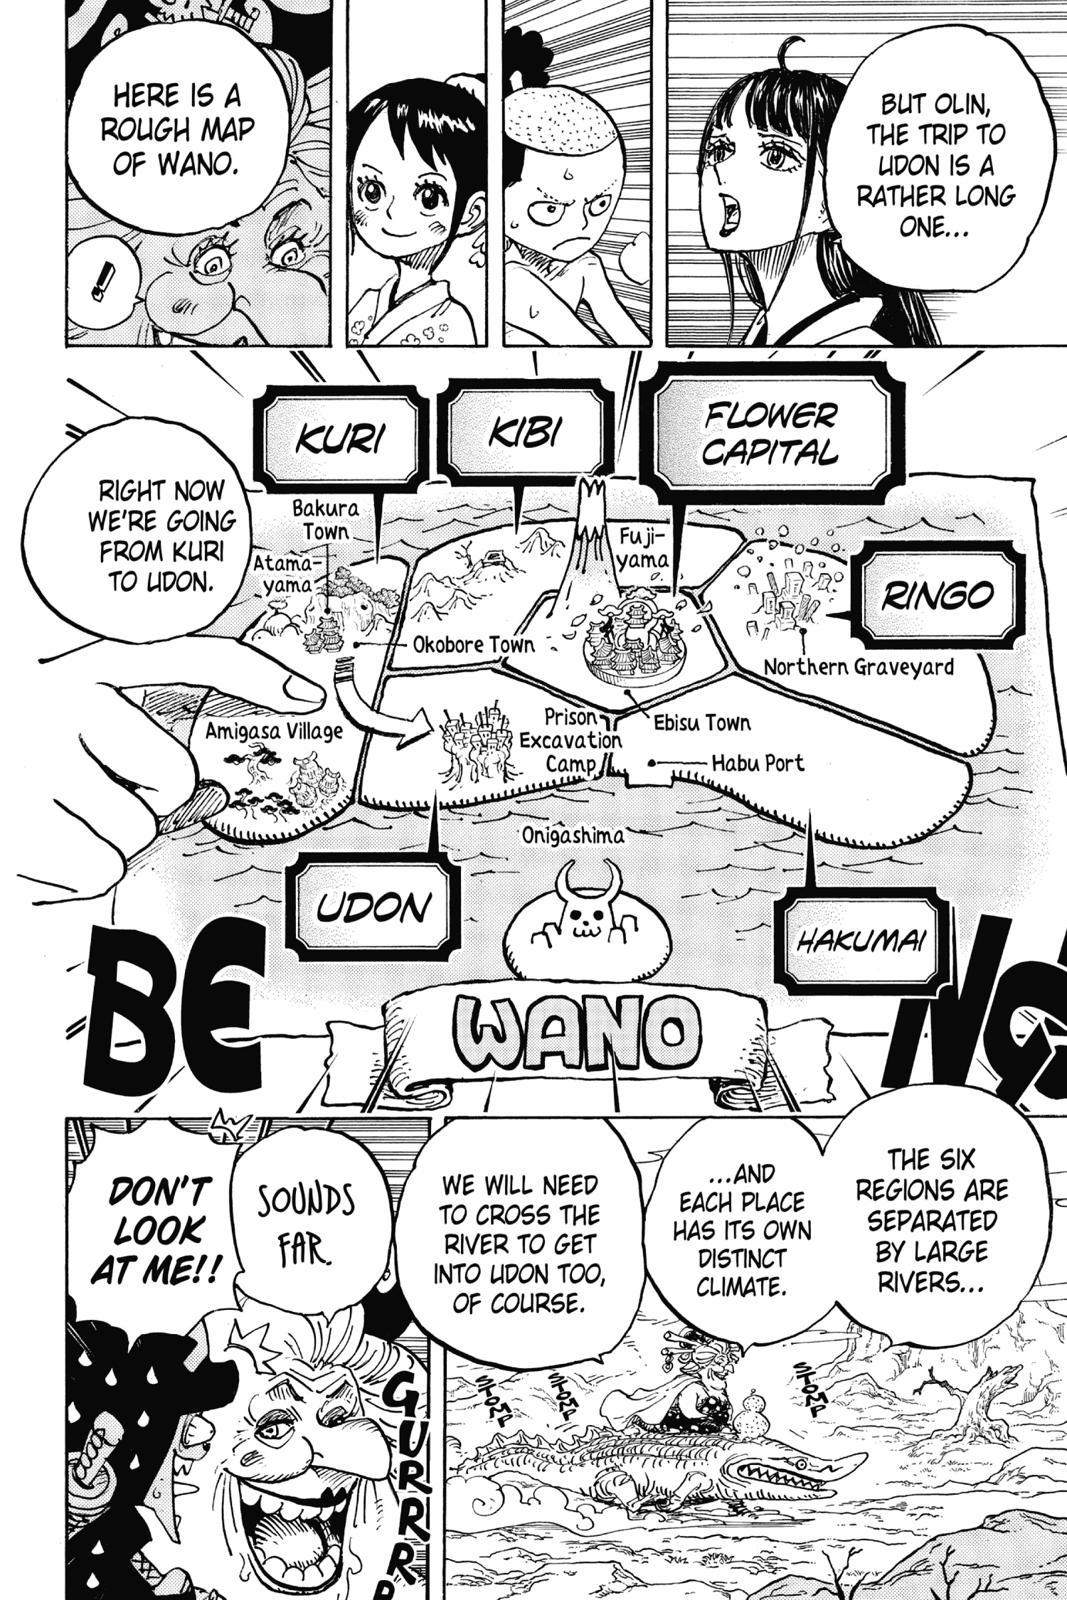 BUT OLIN,
THE TRIP TO
UDON IS A
RATHER LONG
ONE...
HERE IS A
ROUGH MAP
OF WANO.
!
RIGHT NOW
WE'RE GOING
FROM KURI
TO UDON.
KURI
KIBI
FLOWER
CAPITAL
RINGO
UDON
HAKUMAI
Bakura
Town
Atama-
yama
Fuji-
yama
Okobore Town
Northern Graveyard
Amigasa Village
Prison
Excavation
Camp
Ebisu Town
Habu Port
Onigashima
WANO
BE
NG
THE SIX
REGIONS ARE
SEPARATED
BY LARGE
RIVERS...
...AND
EACH PLACE
HAS ITS OWN
DISTINCT
CLIMATE.
WE WILL NEED
TO CROSS THE
RIVER TO GET
INTO UDON TOO,
OF COURSE.
STOMP
STOMP
STOMP
SOUNDS
FAR.
DON'T
LOOK
AT ME!!
GURRR